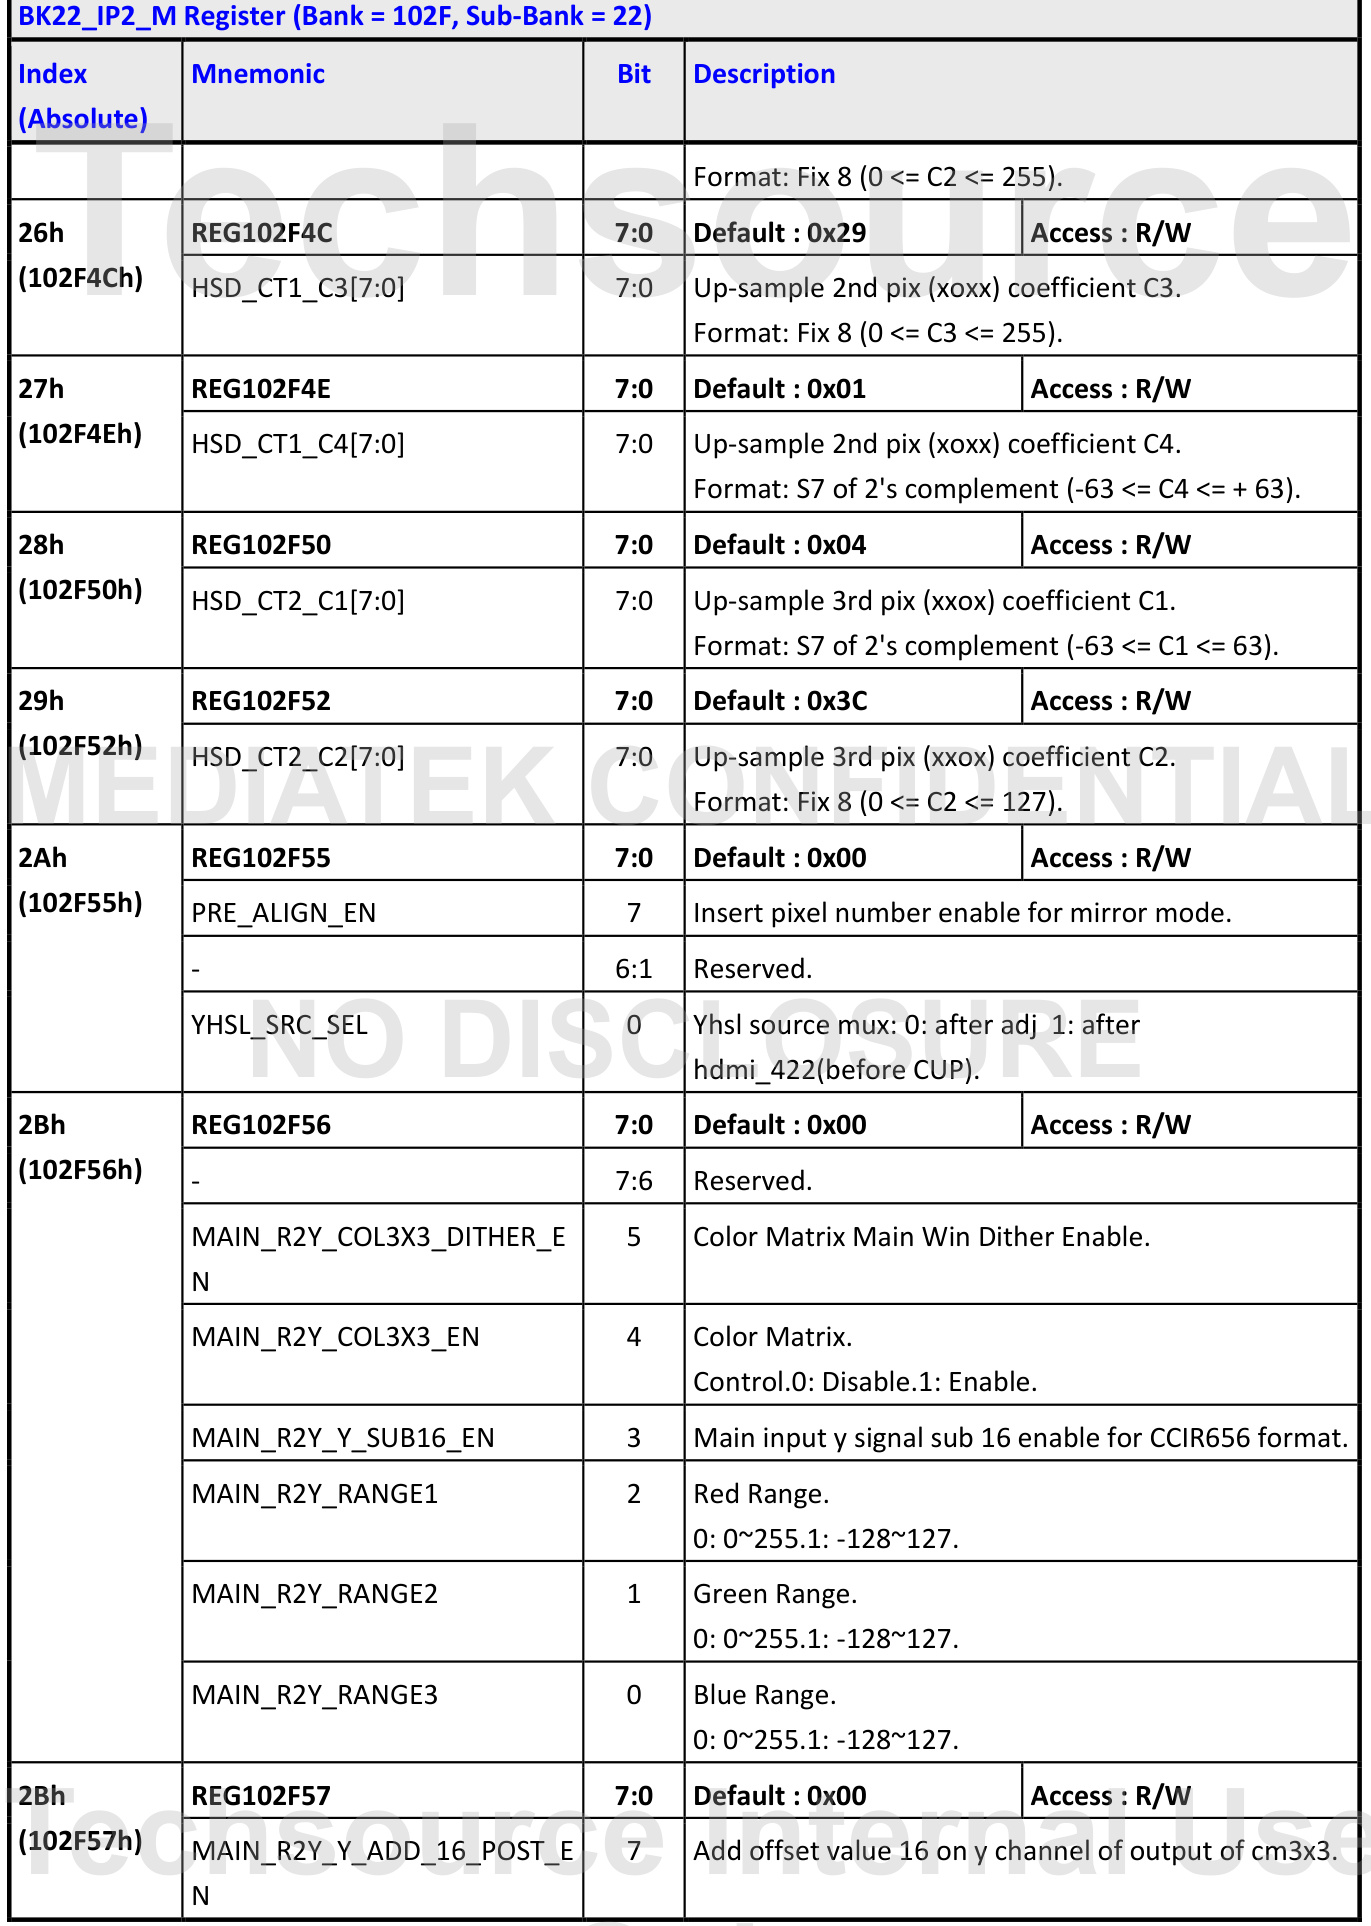 BK22_IP2_M Register (Bank = 102F, Sub-Bank = 22)
Index (Absolute) Mnemonic Bit Description
Format: Fix 8 (0 <= C2 <= 255).
26h (102F4Ch) REG102F4C 7:0 Default : 0x29 Access : R/W
HSD_CT1_C3[7:0] 7:0 Up-sample 2nd pix (xoxx) coefficient C3.
Format: Fix 8 (0 <= C3 <= 255).
27h (102F4Eh) REG102F4E 7:0 Default : 0x01 Access : R/W
HSD_CT1_C4[7:0] 7:0 Up-sample 2nd pix (xoxx) coefficient C4.
Format: S7 of 2's complement (-63 <= C4 <= + 63).
28h (102F50h) REG102F50 7:0 Default : 0x04 Access : R/W
HSD_CT2_C1[7:0] 7:0 Up-sample 3rd pix (xxox) coefficient C1.
Format: S7 of 2's complement (-63 <= C1 <= 63).
29h (102F52h) REG102F52 7:0 Default : 0x3C Access : R/W
HSD_CT2_C2[7:0] 7:0 Up-sample 3rd pix (xxox) coefficient C2.
Format: Fix 8 (0 <= C2 <= 127).
2Ah (102F55h) REG102F55 7:0 Default : 0x00 Access : R/W
PRE_ALIGN_EN 7 Insert pixel number enable for mirror mode.
- 6:1 Reserved.
YHSL_SRC_SEL 0 Yhsl source mux: 0: after adj  1: after
hdmi_422(before CUP).
2Bh (102F56h) REG102F56 7:0 Default : 0x00 Access : R/W
- 7:6 Reserved.
MAIN_R2Y_COL3X3_DITHER_E
N 5 Color Matrix Main Win Dither Enable.
MAIN_R2Y_COL3X3_EN 4 Color Matrix.
Control.0: Disable.1: Enable.
MAIN_R2Y_Y_SUB16_EN 3 Main input y signal sub 16 enable for CCIR656 format.
MAIN_R2Y_RANGE1 2 Red Range.
0: 0~255.1: -128~127.
MAIN_R2Y_RANGE2 1 Green Range.
0: 0~255.1: -128~127.
MAIN_R2Y_RANGE3 0 Blue Range.
0: 0~255.1: -128~127.
2Bh (102F57h) REG102F57 7:0 Default : 0x00 Access : R/W
MAIN_R2Y_Y_ADD_16_POST_E
N 7 Add offset value 16 on y channel of output of cm3x3.
Techsource
MEDIATEK CONFIDENTIAL
NO DISCLOSURE
Techsource Internal Use